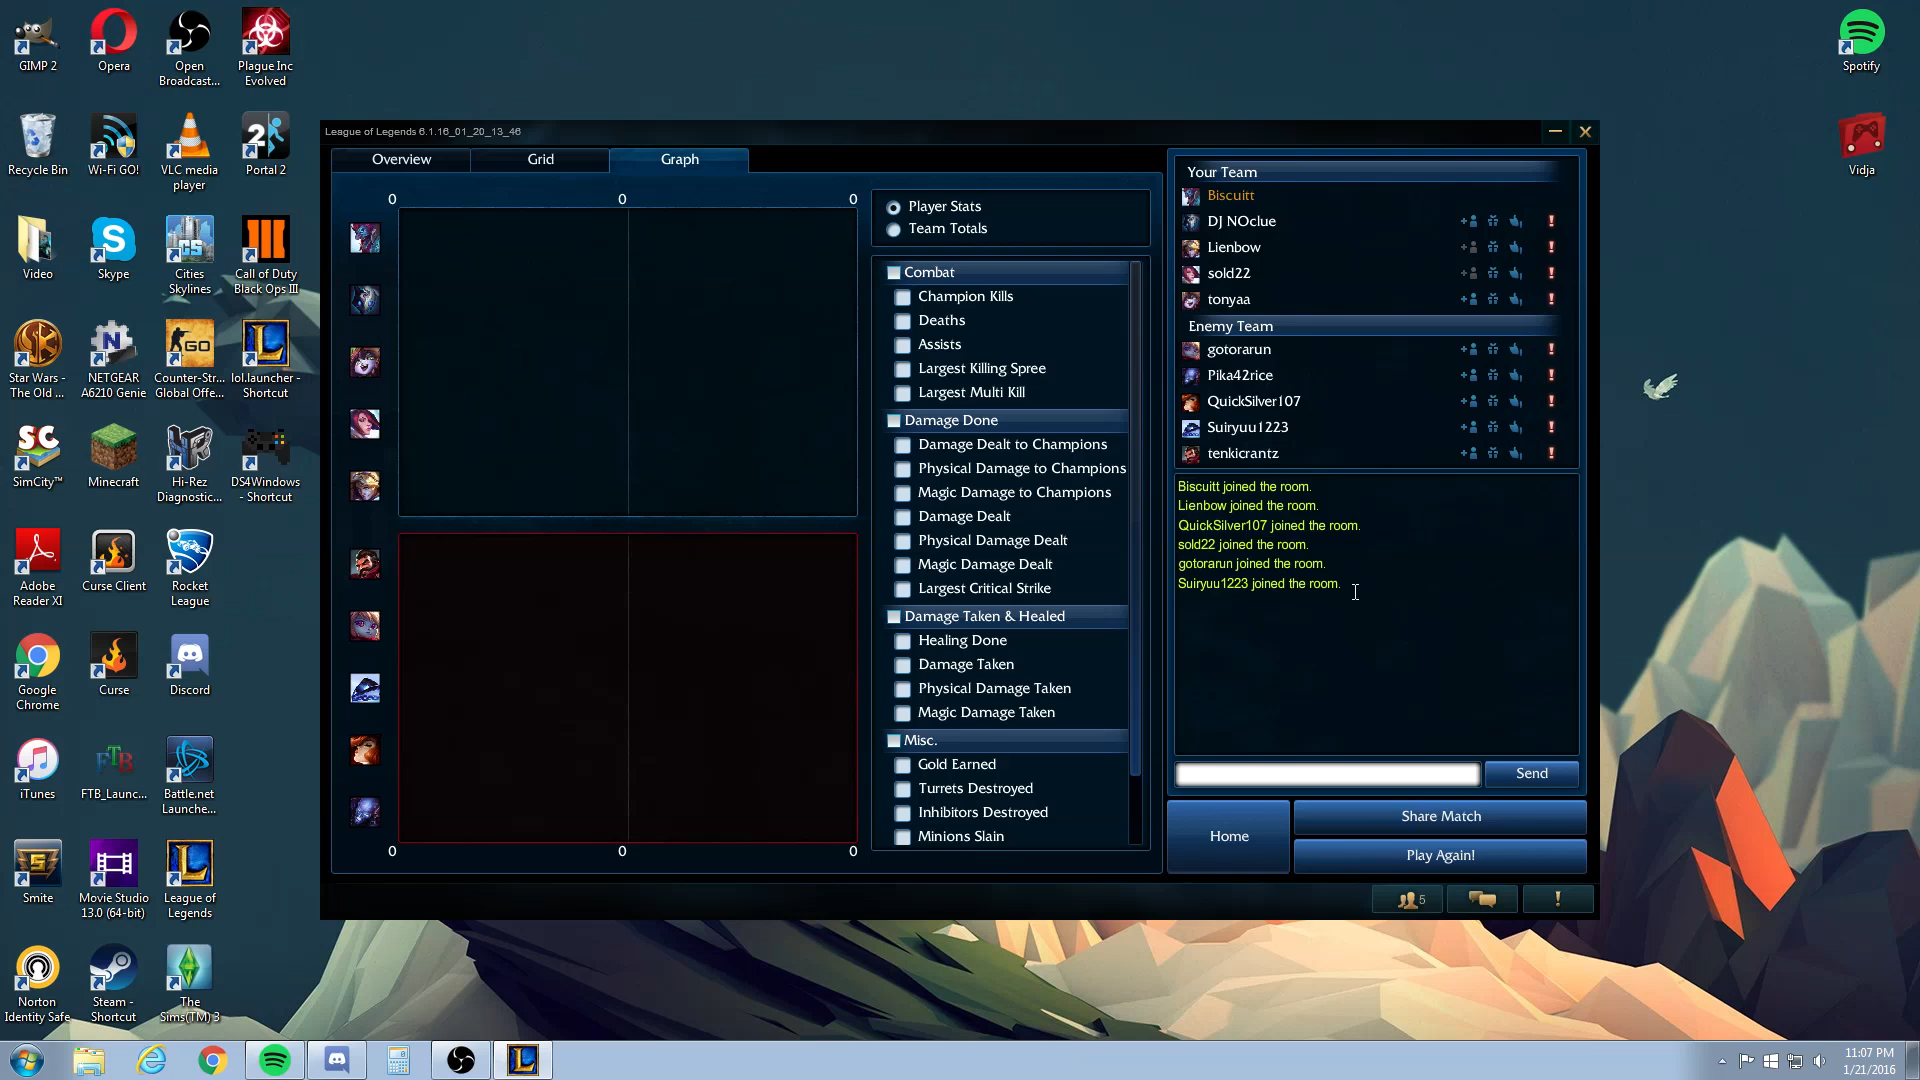 GIMP 2
Opera
Open
Broadcast...
Plague Inc
Evolved
Recycle Bin
Wi-Fi GO!
VLC media
player
Portal 2
Video
Skype
Cities
Skylines
Call of Duty
Black Ops III
Star Wars -
The Old ...
NETGEAR
A6210 Genie
Counter-Str...
Global Offe...
lol.launcher -
Shortcut
SimCity™
Minecraft
Hi-Rez
Diagnostic...
DS4Windows
- Shortcut
Adobe
Reader XI
Curse Client
Rocket
League
Google
Chrome
Curse
Discord
iTunes
FTB_Launc...
Battle.net
Launche...
Smite
Movie Studio
13.0 (64-bit)
League of
Legends
Norton
Identity Safe
Steam -
Shortcut
The
Sims(TM) 3
Spotify
Vidja
League of Legends 6.1.16_01_20_13_46
Overview
Grid
Graph
0 0 0
0 0 0
Player Stats
Team Totals
Combat
Champion Kills
Deaths
Assists
Largest Killing Spree
Largest Multi Kill
Damage Done
Damage Dealt to Champions
Physical Damage to Champions
Magic Damage to Champions
Damage Dealt
Physical Damage Dealt
Magic Damage Dealt
Largest Critical Strike
Damage Taken & Healed
Healing Done
Damage Taken
Physical Damage Taken
Magic Damage Taken
Misc.
Gold Earned
Turrets Destroyed
Inhibitors Destroyed
Minions Slain
Your Team
Biscuitt
DJ NOclue
Lienbow
sold22
tonyaa
Enemy Team
gotorarun
Pika42rice
QuickSilver107
Suiryuu1223
tenkicrantz
Biscuitt joined the room.
Lienbow joined the room.
QuickSilver107 joined the room.
sold22 joined the room.
gotorarun joined the room.
Suiryuu1223 joined the room.
Send
Home
Share Match
Play Again!
5
11:07 PM
1/21/2016